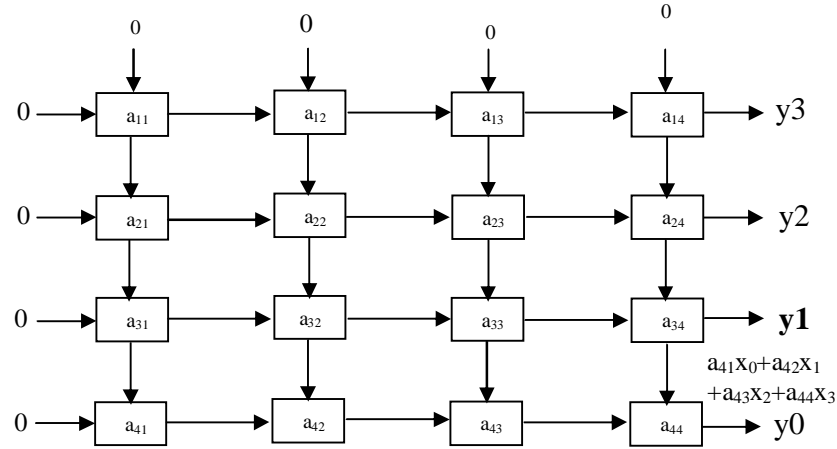 0 0 0 0
0 a₁₁ a₁₂ a₁₃ a₁₄ y3
0 a₂₁ a₂₂ a₂₃ a₂₄ y2
0 a₃₁ a₃₂ a₃₃ a₃₄ y1
a₄₁x₀+a₄₂x₁
+a₄₃x₂+a₄₄x₃
0 a₄₁ a₄₂ a₄₃ a₄₄ y0